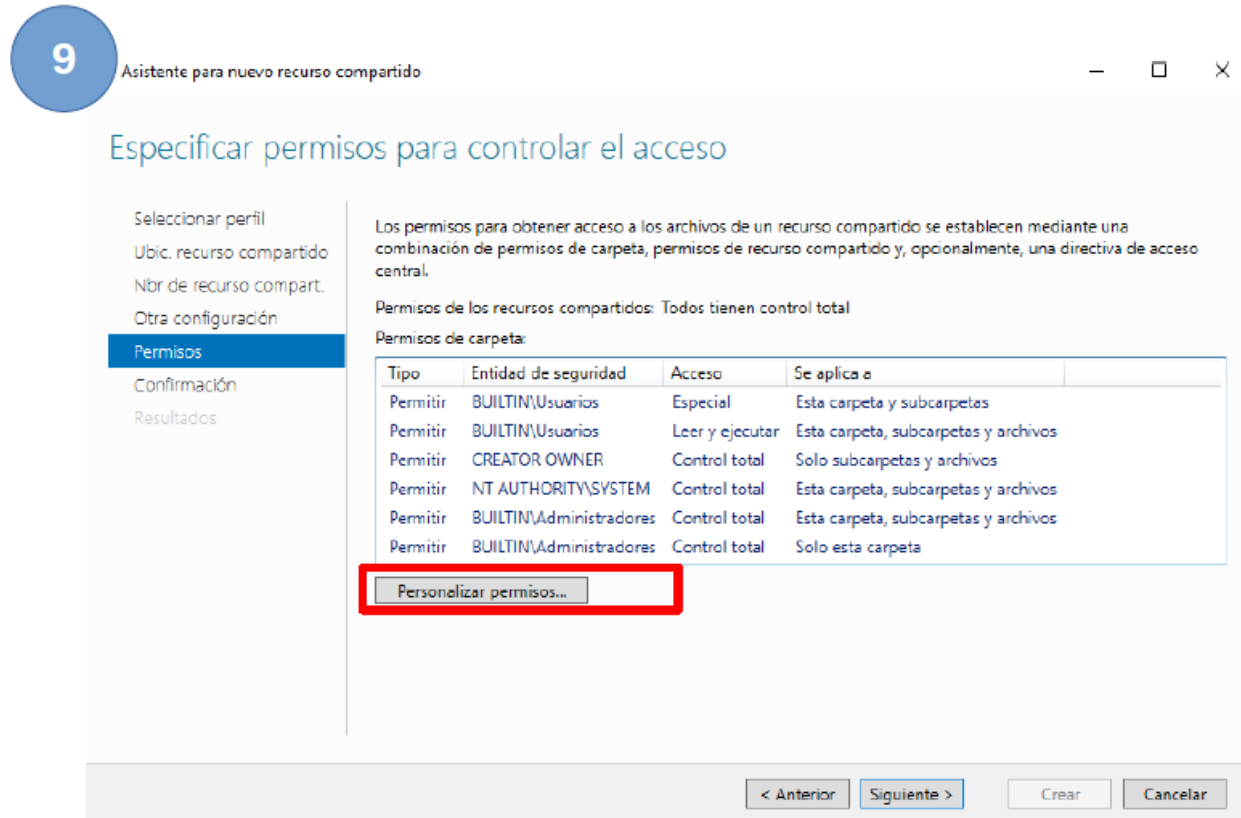 9
Asistente para nuevo recurso compartido
Especificar permisos para controlar el acceso
Seleccionar perfil
Ubic. recurso compartido
Nbr de recurso compart.
Otra configuración
Permisos
Confirmación
Resultados
Los permisos para obtener acceso a los archivos de un recurso compartido se establecen mediante una
combinación de permisos de carpeta, permisos de recurso compartido y, opcionalmente, una directiva de acceso
central.
Permisos de los recursos compartidos: Todos tienen control total
Permisos de carpeta:
Tipo Entidad de seguridad Acceso Se aplica a
Permitir BUILTIN\Usuarios Especial Esta carpeta y subcarpetas
Permitir BUILTIN\Usuarios Leer y ejecutar Esta carpeta, subcarpetas y archivos
Permitir CREATOR OWNER Control total Solo subcarpetas y archivos
Permitir NT AUTHORITY\SYSTEM Control total Esta carpeta, subcarpetas y archivos
Permitir BUILTIN\Administradores Control total Esta carpeta, subcarpetas y archivos
Permitir BUILTIN\Administradores Control total Solo esta carpeta
Personalizar permisos...
< Anterior Siguiente > Crear Cancelar